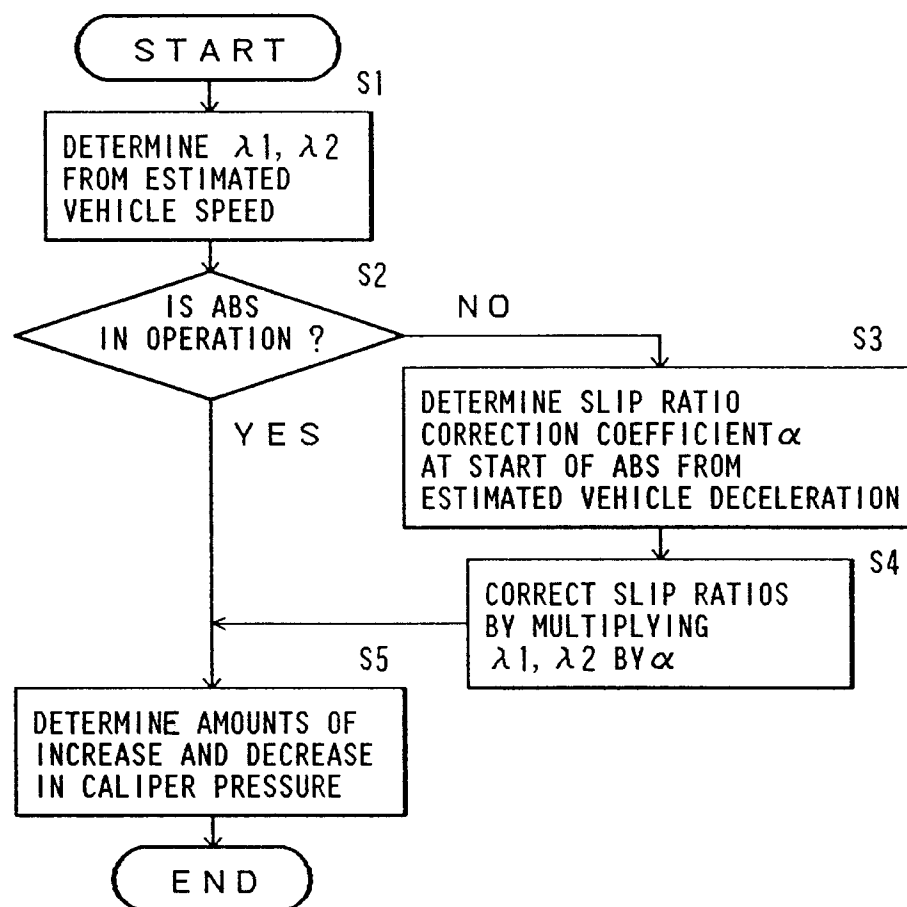 START
S1
DETERMINE λ1, λ2
FROM ESTIMATED
VEHICLE SPEED
S2
IS ABS
IN OPERATION ?
NO
YES
S3
DETERMINE SLIP RATIO
CORRECTION COEFFICIENT α
AT START OF ABS FROM
ESTIMATED VEHICLE DECELERATION
S4
CORRECT SLIP RATIOS
BY MULTIPLYING
λ1, λ2 BY α
S5
DETERMINE AMOUNTS OF
INCREASE AND DECREASE
IN CALIPER PRESSURE
END